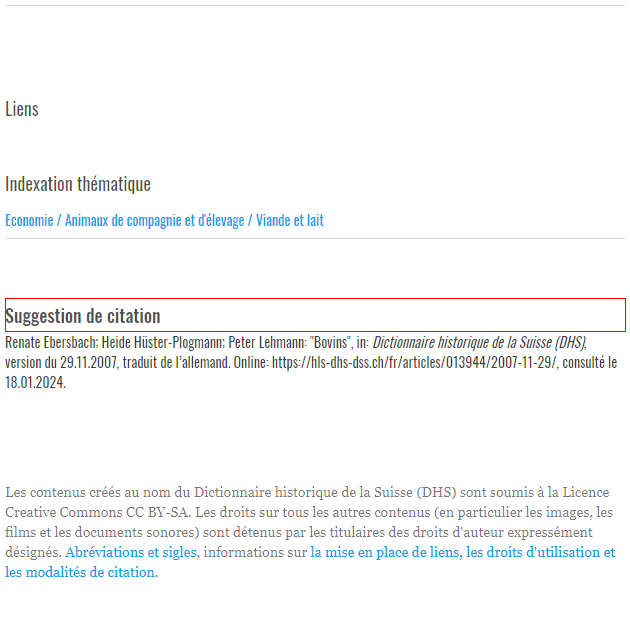 Liens
Indexation thématique
Economie / Animaux de compagnie et d'élevage / Viande et lait
Suggestion de citation
Renate Ebersbach; Heide Hüster-Plogmann; Peter Lehmann: "Bovins", in: Dictionnaire historique de la Suisse (DHS),
version du 29.11.2007, traduit de l’allemand. Online: https://hls-dhs-dss.ch/fr/articles/013944/2007-11-29/, consulté le
18.01.2024.
Les contenus créés au nom du Dictionnaire historique de la Suisse (DHS) sont soumis à la Licence
Creative Commons CC BY-SA. Les droits sur tous les autres contenus (en particulier les images, les
films et les documents sonores) sont détenus par les titulaires des droits d'auteur expressément
désignés. Abréviations et sigles, informations sur la mise en place de liens, les droits d'utilisation et
les modalités de citation.